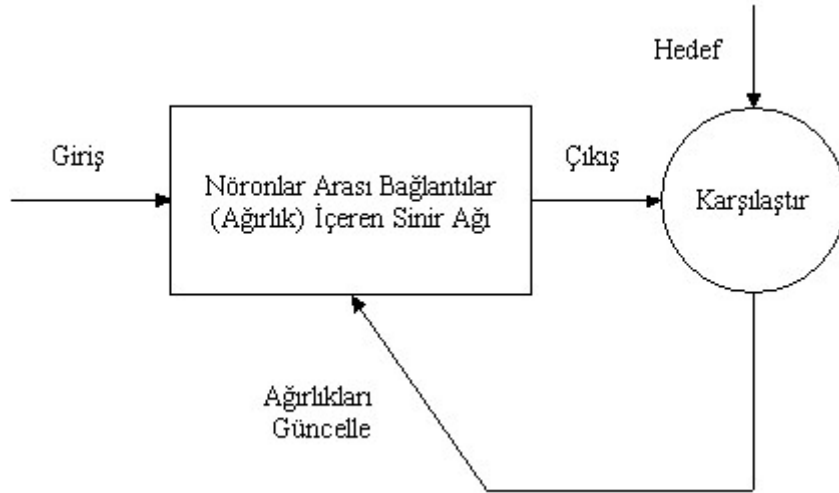 Hedef
Giriş
Nöronlar Arası Bağlantılar
(Ağırlık) İçeren Sinir Ağı
Çıkış
Karşılaştır
Ağırlıkları
Güncelle